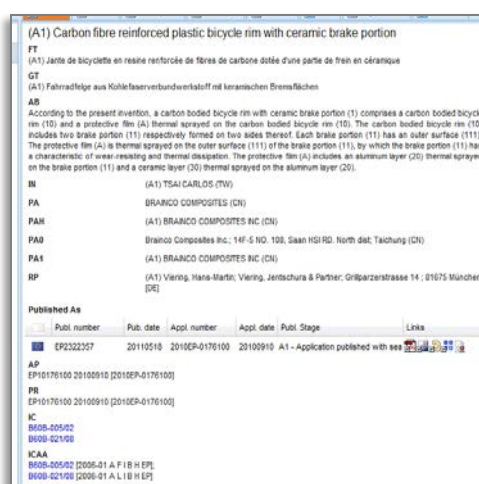 (A1) Carbon fibre reinforced plastic bicycle rim with ceramic brake portion
FT
(A1) Jante de bicyclette en resine renforcée de fibres de carbone dotée d'une partie de frein en céramique
GT
(A1) Fahrradfelge aus Kohlefaserverbundwerkstoff mit keramischen Bremsflächen
AB
According to the present invention, a carbon bodied bicycle rim with ceramic brake portion (1) comprises a carbon bodied bicycle
rim (10) and a protective film (A) thermal sprayed on the carbon bodied bicycle rim (10). The carbon bodied bicycle rim (10
includes two brake portion (11) respectively formed on two sides thereof. Each brake portion (11) has an outer surface (111)
The protective film (A) is thermal sprayed on the outer surface (111) of the brake portion (11), by which the brake portion (11) has
a characteristic of wear-resisting and thermal dissipation. The protective film (A) includes an aluminum layer (20) thermal sprayed
on the brake portion (11) and a ceramic layer (30) thermal sprayed on the aluminum layer (20).
IN (A1) TSAI CARLOS (TW)
PA BRAINCO COMPOSITES (CN)
PAH (A1) BRAINCO COMPOSITES INC (CN)
PA0 Brainco Composites Inc.; 14F-5 NO. 108, Saan HSI RD. North dist; Taichung (CN)
PA1 (A1) BRAINCO COMPOSITES INC (CN)
RP (A1) Viering, Hans-Martin; Viering, Jentschura & Partner; Grillparzerstrasse 14 ; 81675 München
[DE]
Published As
Publ. number Pub. date Appl. number Appl. date Publ. Stage Links
EP2322357 20110518 2010EP-0176100 20100910 A1 - Application published with sea
AP
EP10176100 20100910 [2010EP-0176100]
PR
EP10176100 20100910 [2010EP-0176100]
IC
B60B-005/02
B60B-021/08
ICAA
B60B-005/02 [2006-01 A F I B H EP];
B60B-021/08 [2006-01 A L I B H EP]